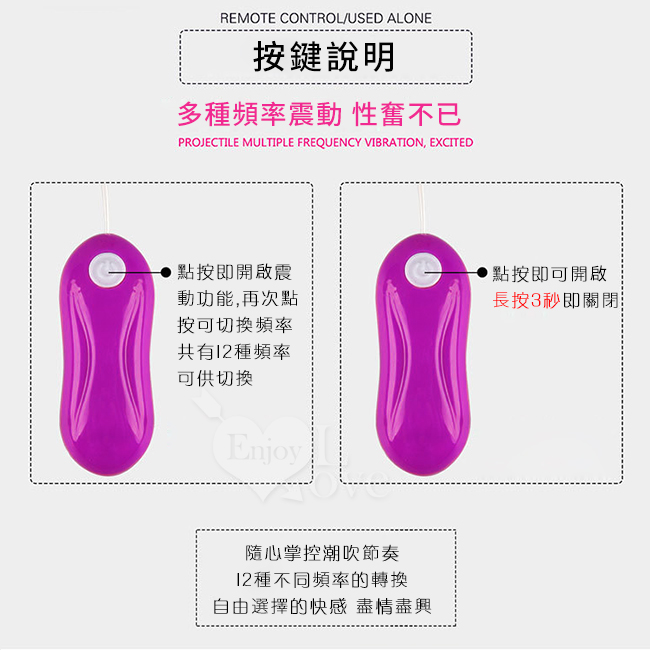 REMOTE CONTROL/USED ALONE
按鍵說明
多種頻率震動 性奮不已
PROJECTILE MULTIPLE FREQUENCY VIBRATION, EXCITED
點按即開啟震
動功能,再次點
按可切換頻率
共有12種頻率
可供切換
點按即可開啟
長按3秒即關閉
Enjoy Love
隨心掌控潮吹節奏
12種不同頻率的轉換
自由選擇的快感 盡情盡興